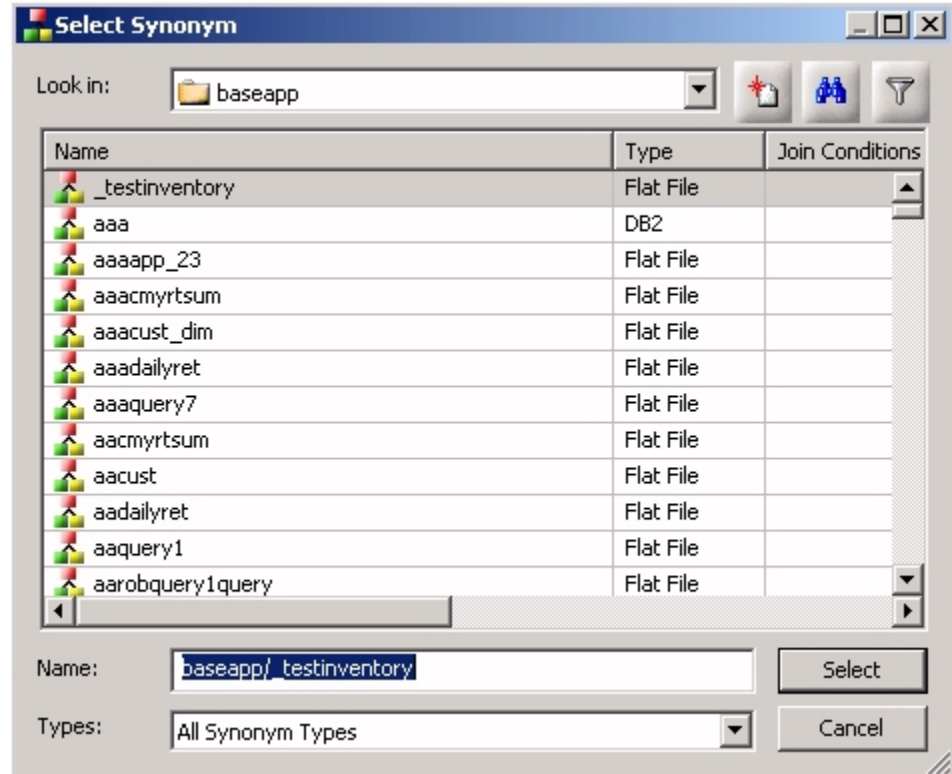 Select Synonym
Look in: baseapp
Name Type Join Conditions
_testinventory Flat File
aaa DB2
aaaapp_23 Flat File
aaacmyrtsum Flat File
aaacust_dim Flat File
aaadailyret Flat File
aaaquery7 Flat File
aacmyrtsum Flat File
aacust Flat File
aadailyret Flat File
aaquery1 Flat File
aarobquery1query Flat File
Name: baseapp/_testinventory Select
Types: All Synonym Types Cancel